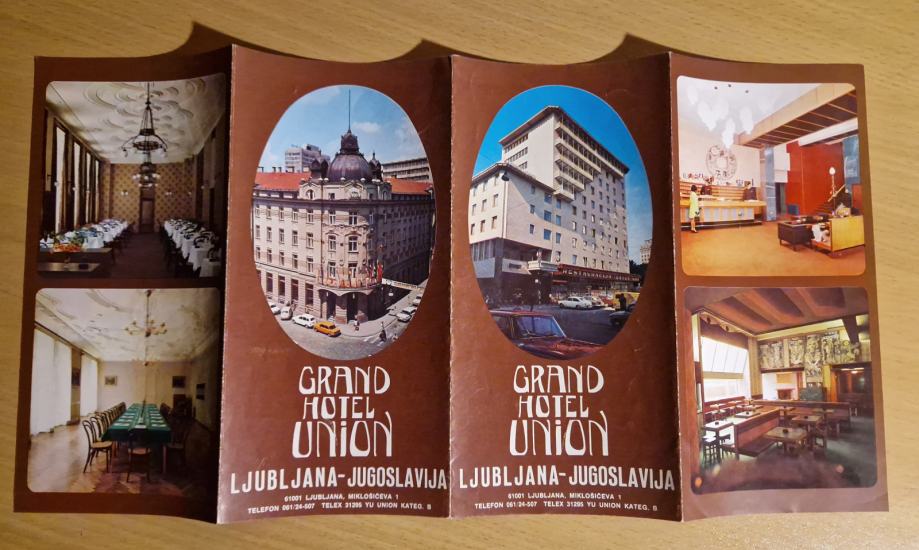 GRAND
HOTEL
UNION
LJUBLJANA-JUGOSLAVIJA
61001 LJUBLJANA, MIKLOŠIČEVA 1
TELEFON 061/24-507 TELEX 31295 YU UNION KATEG. B
RESTAVRACIJA
GRAND
HOTEL
UNION
LJUBLJANA-JUGOSLAVIJA
61001 LJUBLJANA, MIKLOŠIČEVA 1
TELEFON 061/24-507 TELEX 31295 YU UNION KATEG. B